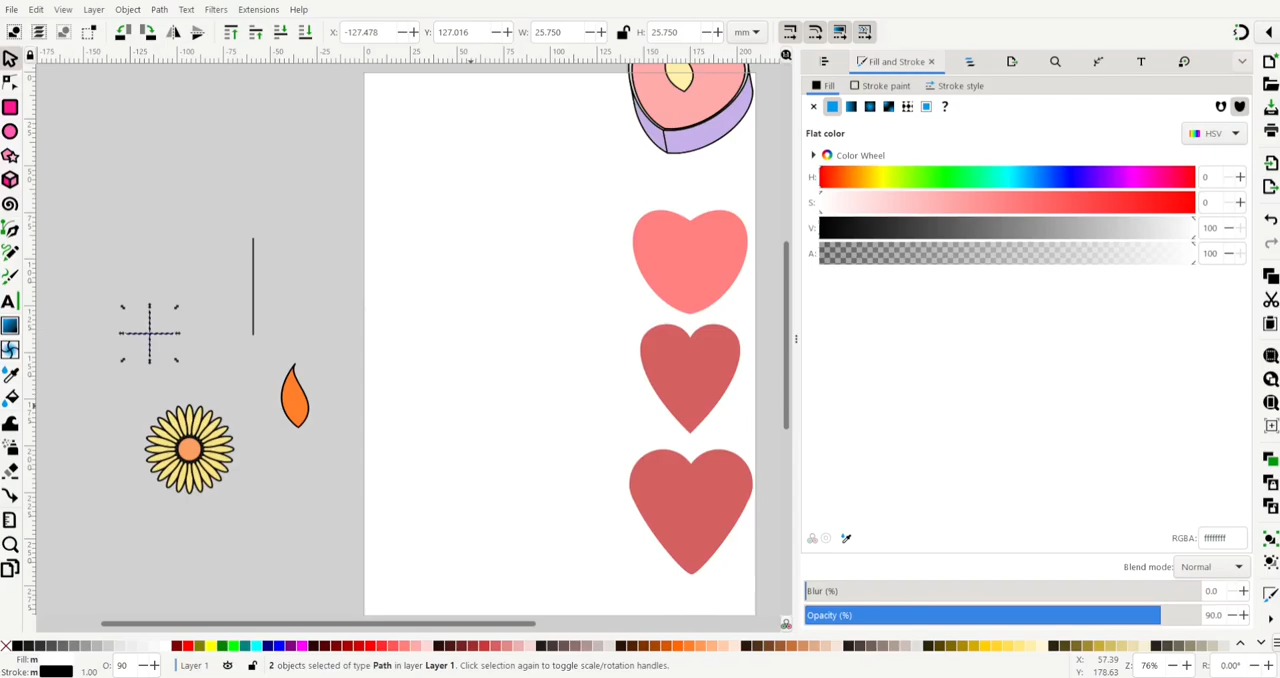 File Edit View Layer Object Path Text Filters Extensions Help
X: -127.478 Y: 127.016 W: 25.750 H: 25.750 mm
Fill and Stroke
Fill Stroke paint Stroke style
?
Flat color
HSV
Color Wheel
H: 0
S: 0
V: 100
A: 100
RGBA: ffffffff
Blend mode: Normal
Blur (%) 0.0
Opacity (%) 90.0
Fill: m
Stroke: m 1.00
O: 90
Layer 1
2 objects selected of type Path in layer Layer 1. Click selection again to toggle scale/rotation handles.
X: 57.39
Y: 178.63
Z: 76%
R: 0.00°